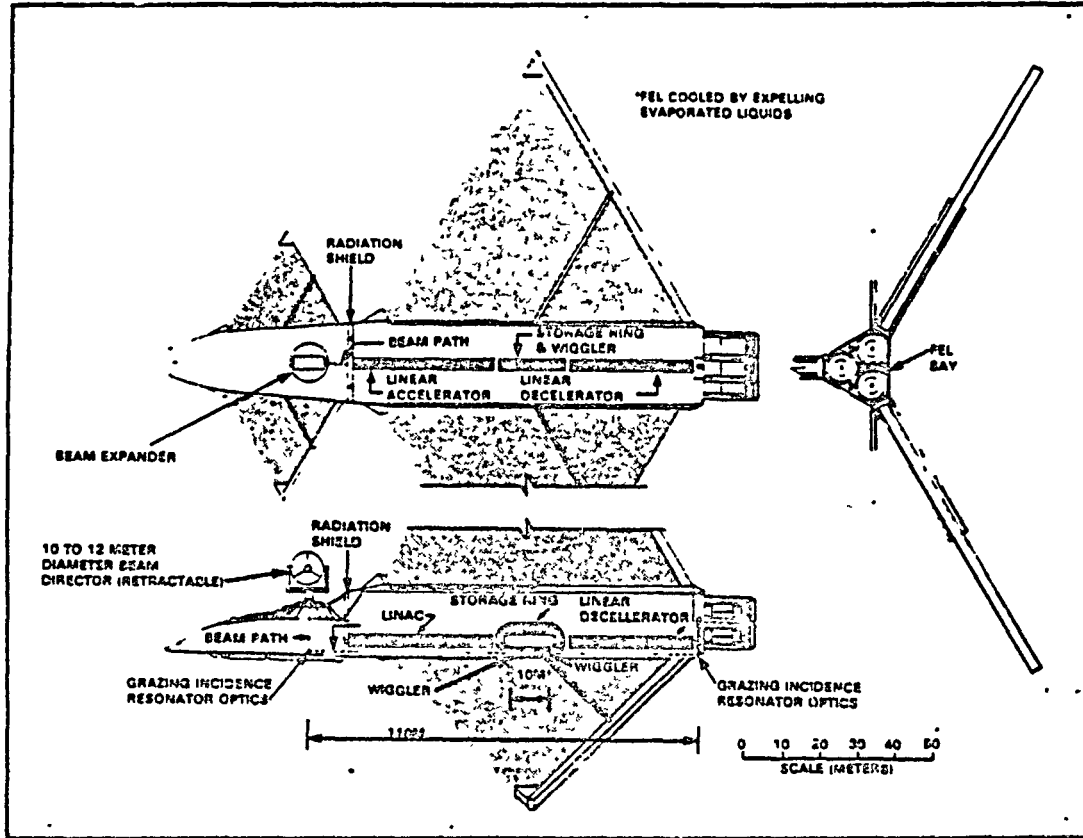 *FEL COOLED BY EXPELLING
EVAPORATED LIQUIDS
RADIATION
SHIELD
STORAGE RING
& WIGGLER
BEAM PATH
FEL
BAY
LINEAR
ACCELERATOR
LINEAR
DECELERATOR
BEAM EXPANDER
RADIATION
SHIELD
10 TO 12 METER
DIAMETER BEAM
DIRECTOR (RETRACTABLE)
STORAGE RING
LINEAR
DECELLERATOR
LINAC
BEAM PATH
WIGGLER
GRAZING INCIDENCE
RESONATOR OPTICS
WIGGLER
10M
GRAZING INCIDENCE
RESONATOR OPTICS
110M
0 10 20 30 40 50
SCALE (METERS)